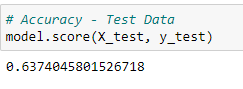 # Accuracy - Test Data
model.score(X_test, y_test)
0.6374045801526718